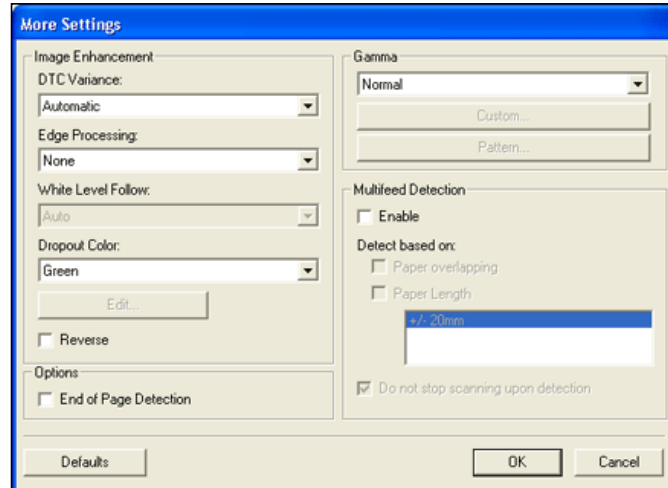 More Settings
Image Enhancement
DTC Variance:
Automatic
Edge Processing:
None
White Level Follow:
Auto
Dropout Color:
Green
Edit...
Reverse
Options
End of Page Detection
Gamma
Normal
Custom...
Pattern...
Multifeed Detection
Enable
Detect based on:
Paper overlapping
Paper Length
+/- 20mm
Do not stop scanning upon detection
Defaults
OK
Cancel